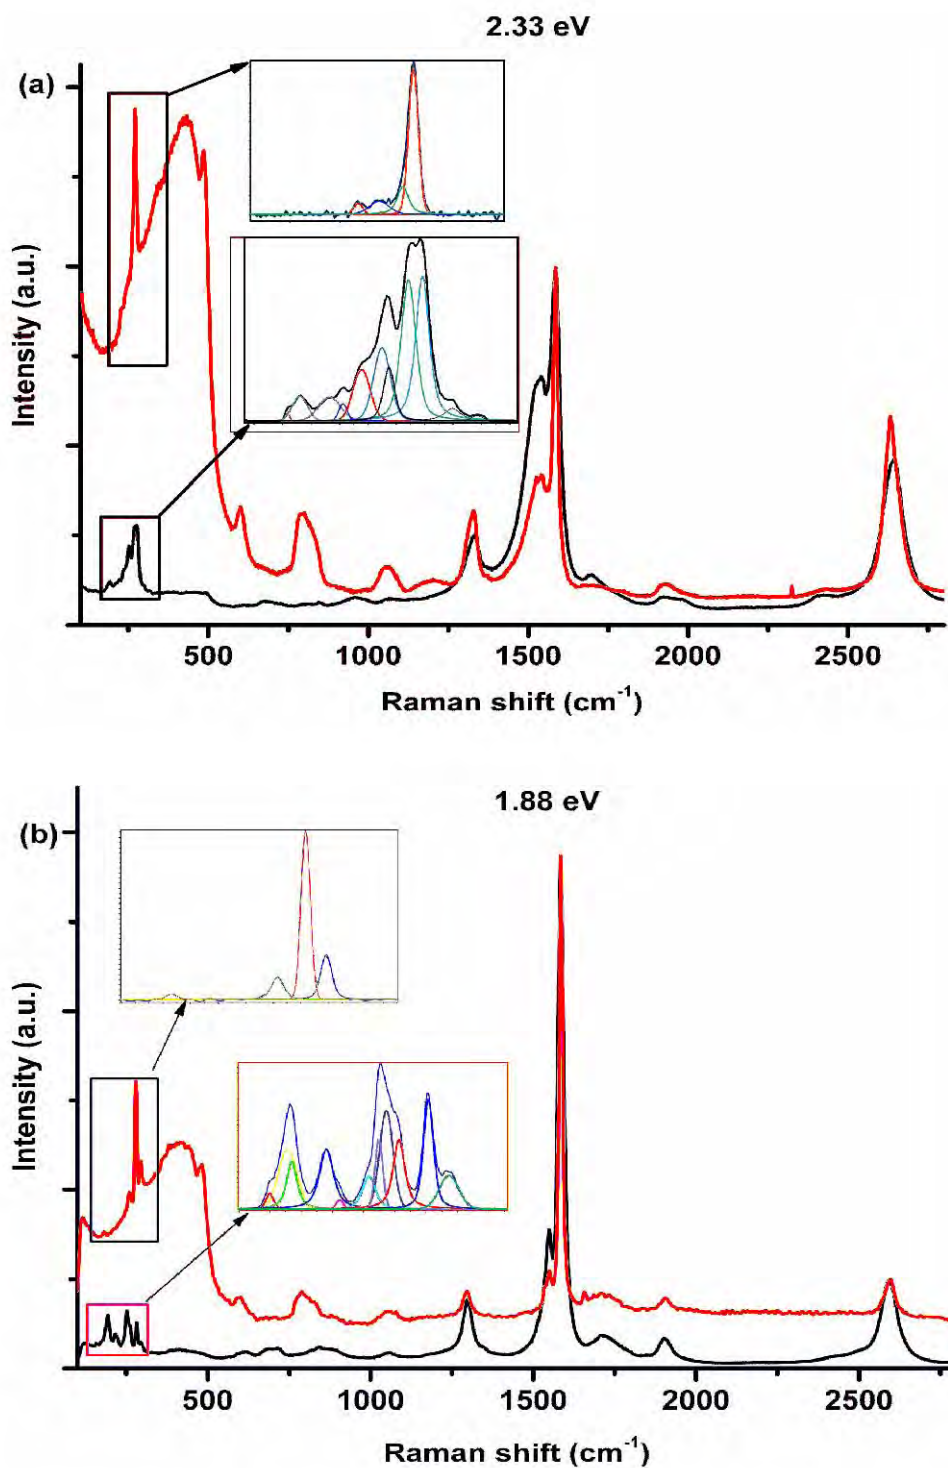 2.33 eV
(a)
Intensity (a.u.)
500 1000 1500 2000 2500
Raman shift (cm⁻¹)
1.88 eV
(b)
Intensity (a.u.)
500 1000 1500 2000 2500
Raman shift (cm⁻¹)